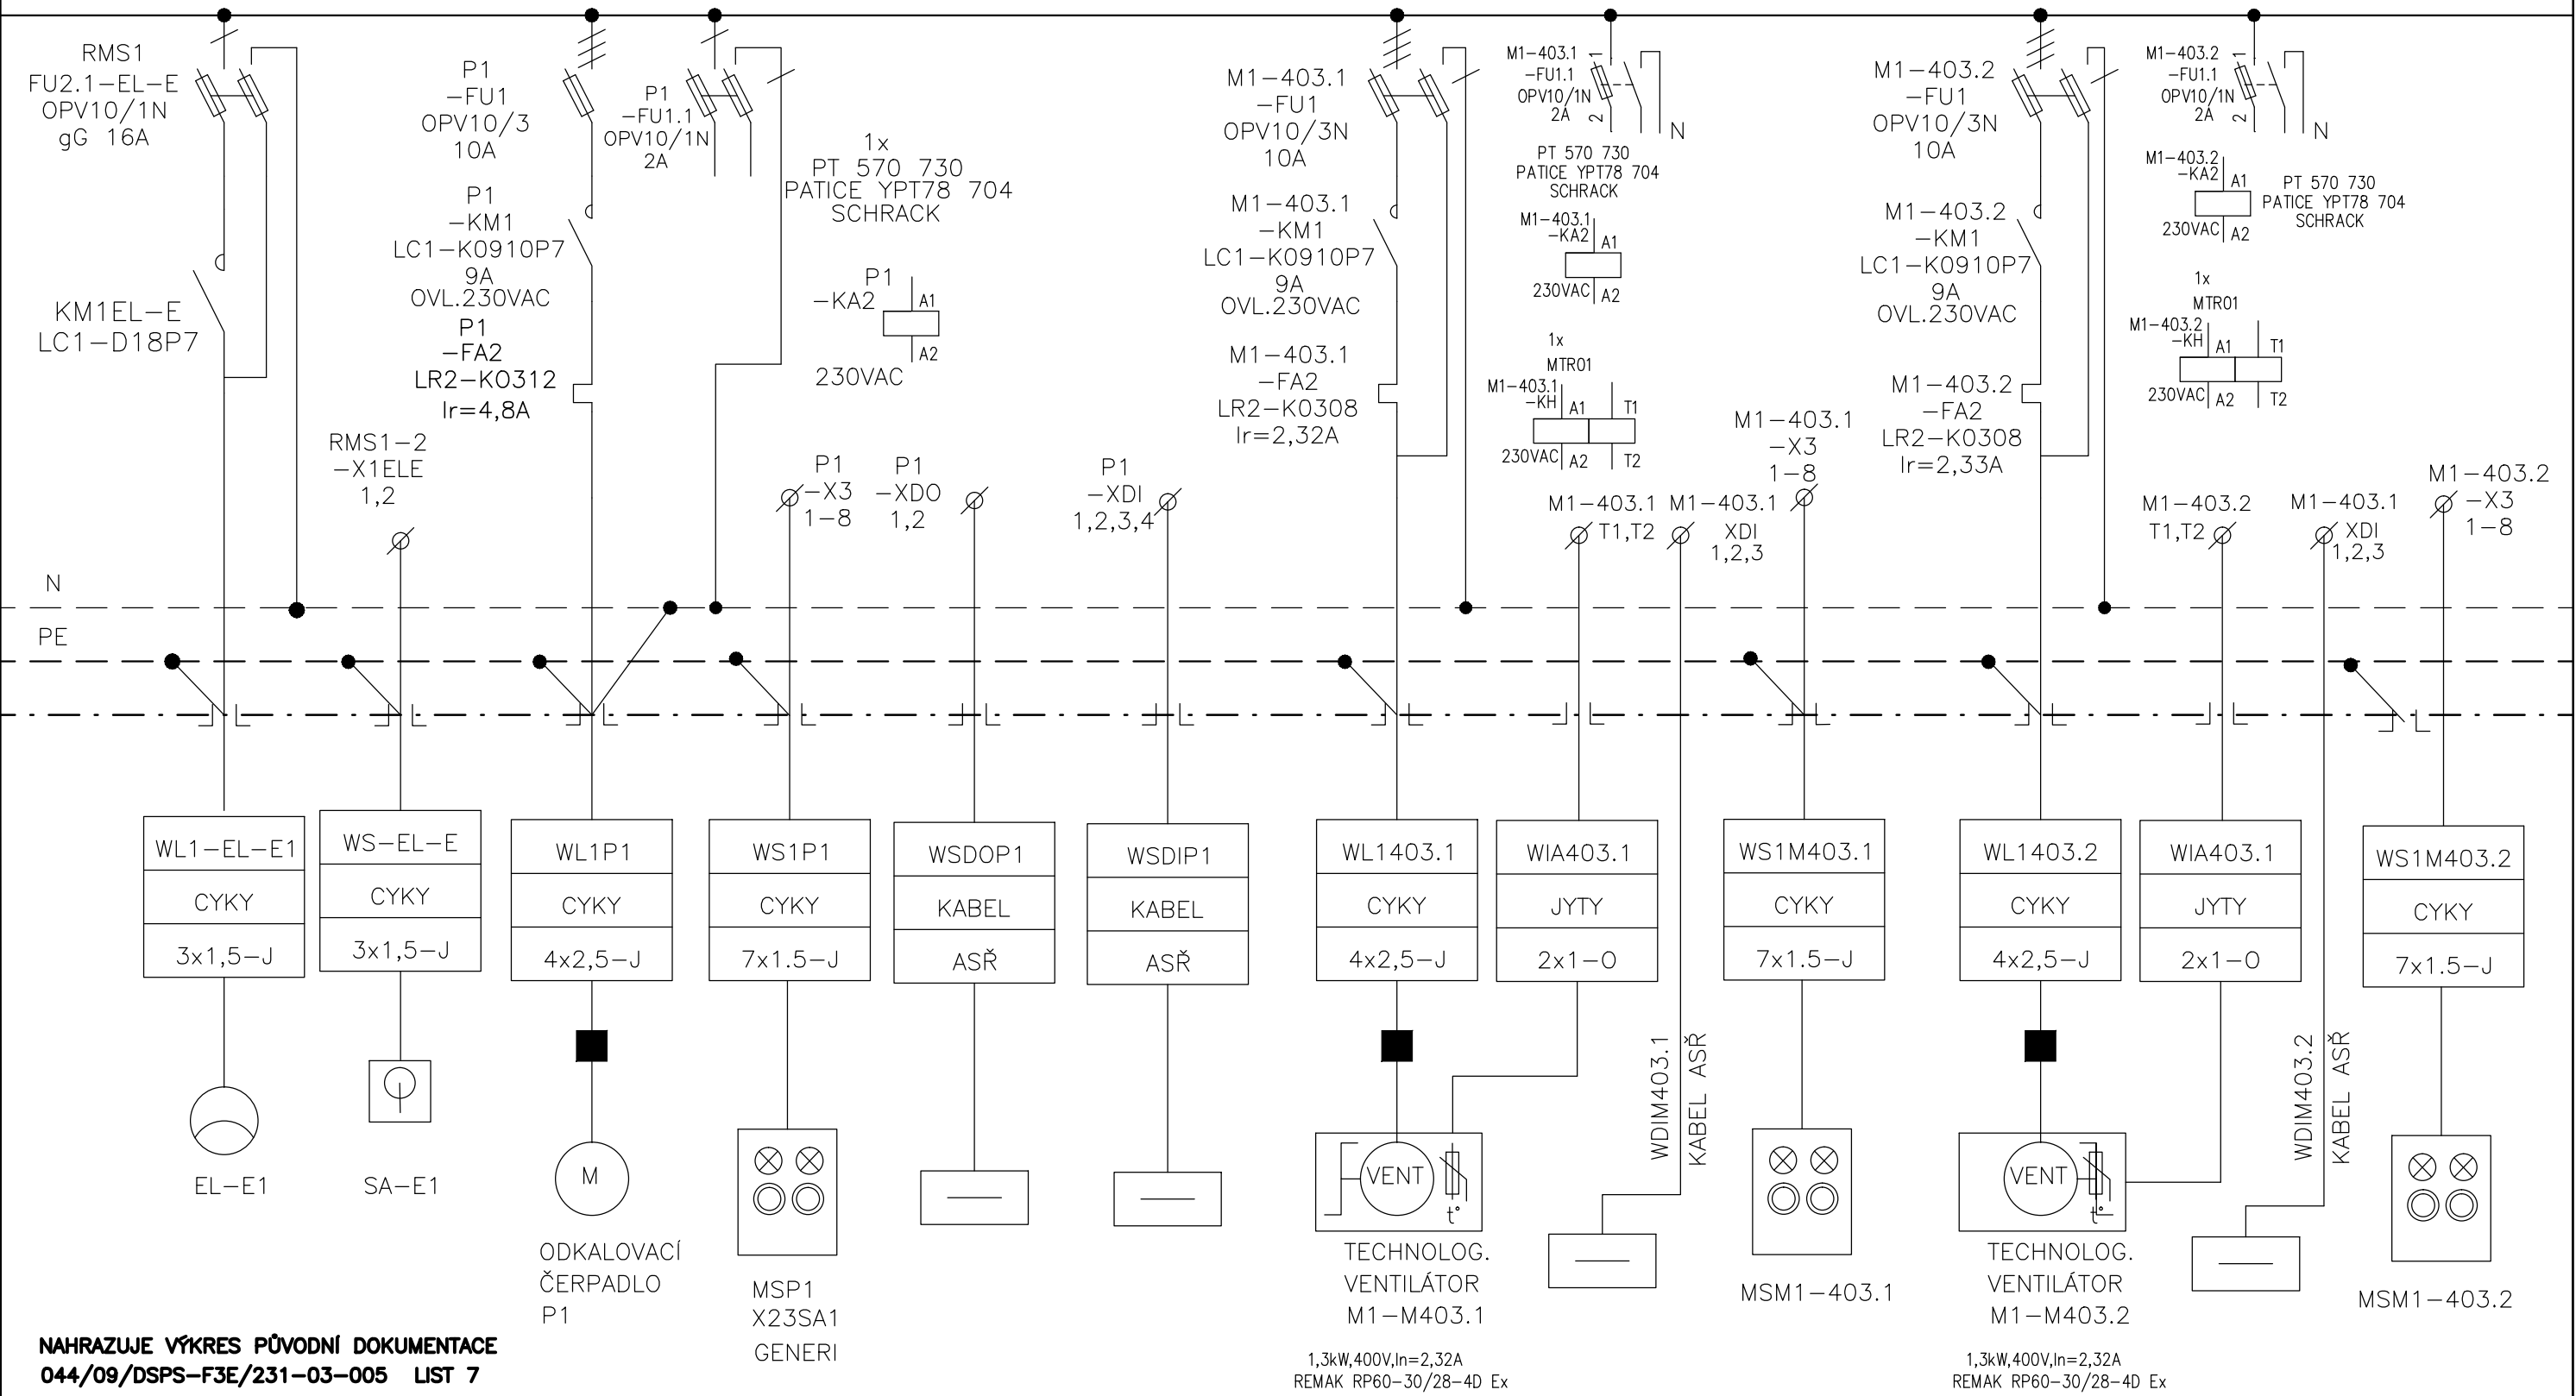 RMS1
FU2.1-EL-E
OPV10/1N
gG 16A
KM1EL-E
LC1-D18P7
RMS1-2
-X1ELE
1,2
P1
-FU1
OPV10/3
10A
P1
-KM1
LC1-K0910P7
9A
OVL.230VAC
P1
-FA2
LR2-K0312
Ir=4,8A
P1
-FU1.1
OPV10/1N
2A
1x
PT 570 730
PATICE YPT78 704
SCHRACK
P1
-KA2
A1
A2
230VAC
P1
-X3
1-8
P1
-XDO
1,2
P1
-XDI
1,2,3,4
M1-403.1
-FU1
OPV10/3N
10A
M1-403.1
-KM1
LC1-K0910P7
9A
OVL.230VAC
M1-403.1
-FA2
LR2-K0308
Ir=2,32A
M1-403.1
-FU1.1
OPV10/1N
2A
1
2
N
PT 570 730
PATICE YPT78 704
SCHRACK
M1-403.1
-KA2
A1
230VAC
A2
1x
MTR01
M1-403.1
-KH
A1
T1
230VAC
A2
T2
M1-403.1
T1,T2
M1-403.1
XDI
1,2,3
M1-403.1
-X3
1-8
M1-403.2
-FU1
OPV10/3N
10A
M1-403.2
-KM1
LC1-K0910P7
9A
OVL.230VAC
M1-403.2
-FA2
LR2-K0308
Ir=2,33A
M1-403.2
-FU1.1
OPV10/1N
2A
1
2
N
M1-403.2
-KA2
A1
230VAC
A2
PT 570 730
PATICE YPT78 704
SCHRACK
1x
MTR01
M1-403.2
-KH
A1
T1
230VAC
A2
T2
M1-403.2
T1,T2
M1-403.1
XDI
1,2,3
M1-403.2
-X3
1-8
N
PE
WL1-EL-E1
CYKY
3x1,5-J
WS-EL-E
CYKY
3x1,5-J
WL1P1
CYKY
4x2,5-J
WS1P1
CYKY
7x1.5-J
WSDOP1
KABEL
ASŘ
WSDIP1
KABEL
ASŘ
WL1403.1
CYKY
4x2,5-J
WIA403.1
JYTY
2x1-O
WS1M403.1
CYKY
7x1.5-J
WL1403.2
CYKY
4x2,5-J
WIA403.1
JYTY
2x1-O
WS1M403.2
CYKY
7x1.5-J
WDIM403.1
KABEL ASŘ
WDIM403.2
KABEL ASŘ
EL-E1
SA-E1
M
ODKALOVACÍ
ČERPADLO
P1
MSP1
X23SA1
GENERI
VENT
t°
TECHNOLOG.
VENTILÁTOR
M1-M403.1
1,3kW,400V,In=2,32A
REMAK RP60-30/28-4D Ex
MSM1-403.1
VENT
t°
TECHNOLOG.
VENTILÁTOR
M1-M403.2
1,3kW,400V,In=2,32A
REMAK RP60-30/28-4D Ex
MSM1-403.2
NAHRAZUJE VÝKRES PŮVODNÍ DOKUMENTACE
044/09/DSPS-F3E/231-03-005 LIST 7